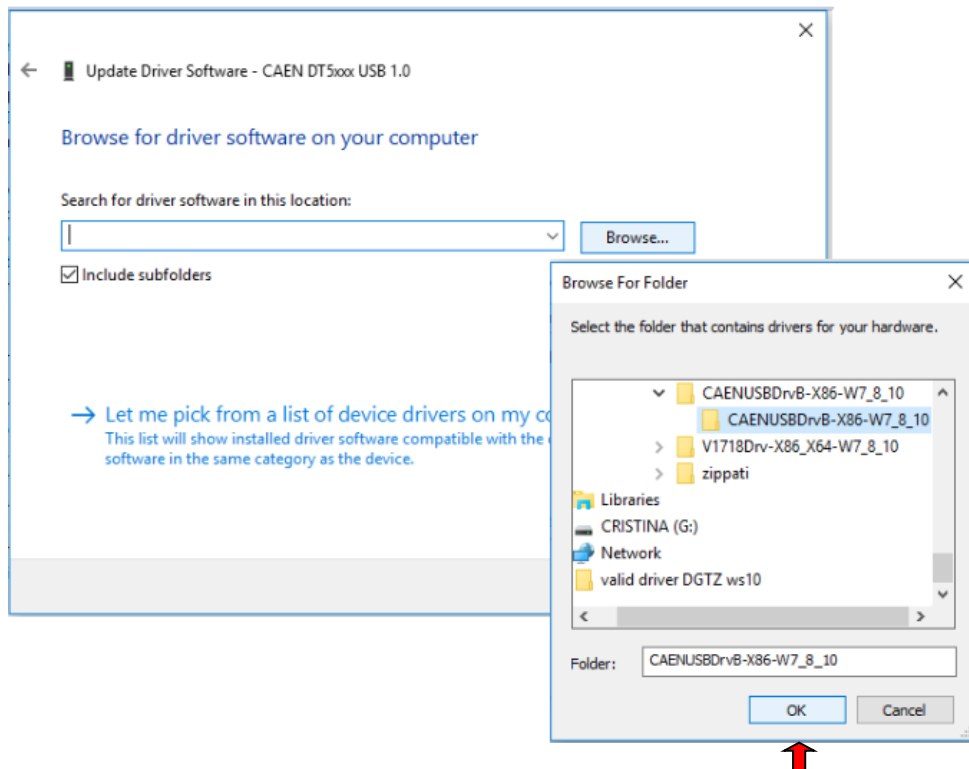 Update Driver Software - CAEN DT5xxx USB 1.0
Browse for driver software on your computer
Search for driver software in this location:
Browse...
Include subfolders
Let me pick from a list of device drivers on my co
This list will show installed driver software compatible with the
software in the same category as the device.
Browse For Folder
Select the folder that contains drivers for your hardware.
CAENUSBDrvB-X86-W7_8_10
CAENUSBDrvB-X86-W7_8_10
V1718Drv-X86_X64-W7_8_10
zippati
Libraries
CRISTINA (G:)
Network
valid driver DGTZ ws10
Folder: CAENUSBDrvB-X86-W7_8_10
OK Cancel